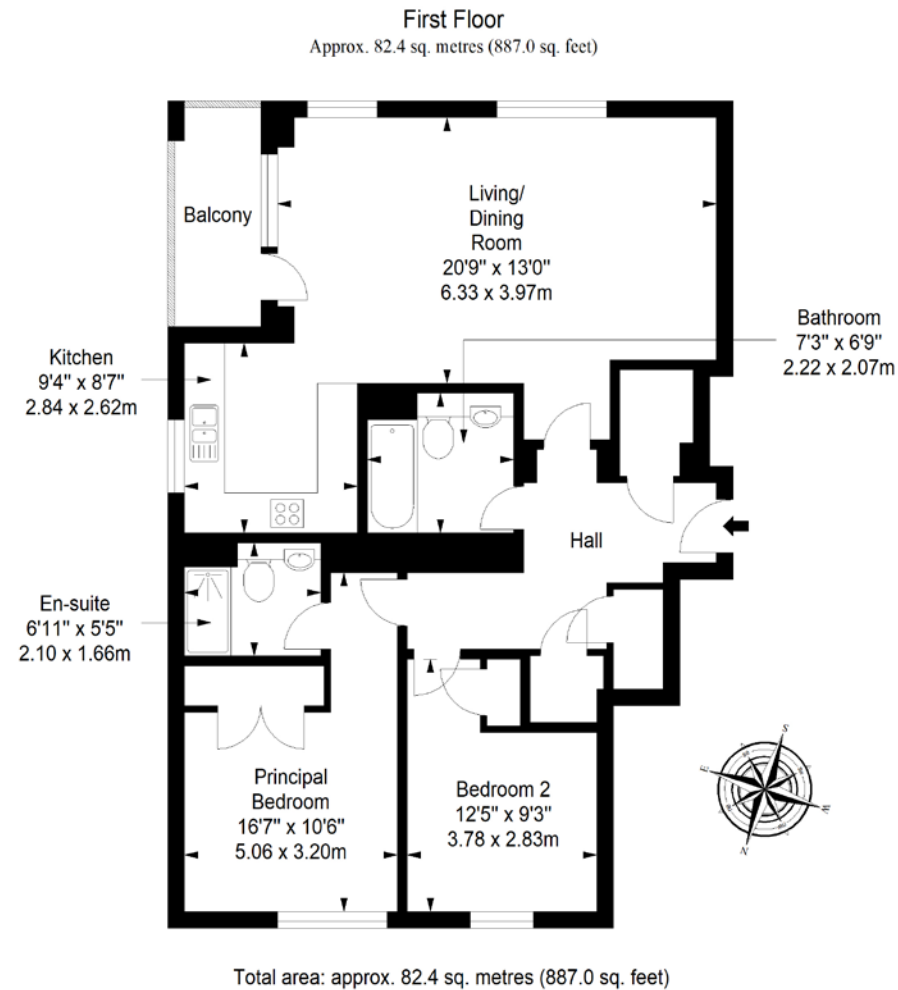 First Floor
Approx. 82.4 sq. metres (887.0 sq. feet)
Balcony
Living/
Dining
Room
20'9" x 13'0"
6.33 x 3.97m
Bathroom
7'3" x 6'9"
2.22 x 2.07m
Kitchen
9'4" x 8'7"
2.84 x 2.62m
Hall
En-suite
6'11" x 5'5"
2.10 x 1.66m
Principal
Bedroom
16'7" x 10'6"
5.06 x 3.20m
Bedroom 2
12'5" x 9'3"
3.78 x 2.83m
S
E
W
N
Total area: approx. 82.4 sq. metres (887.0 sq. feet)